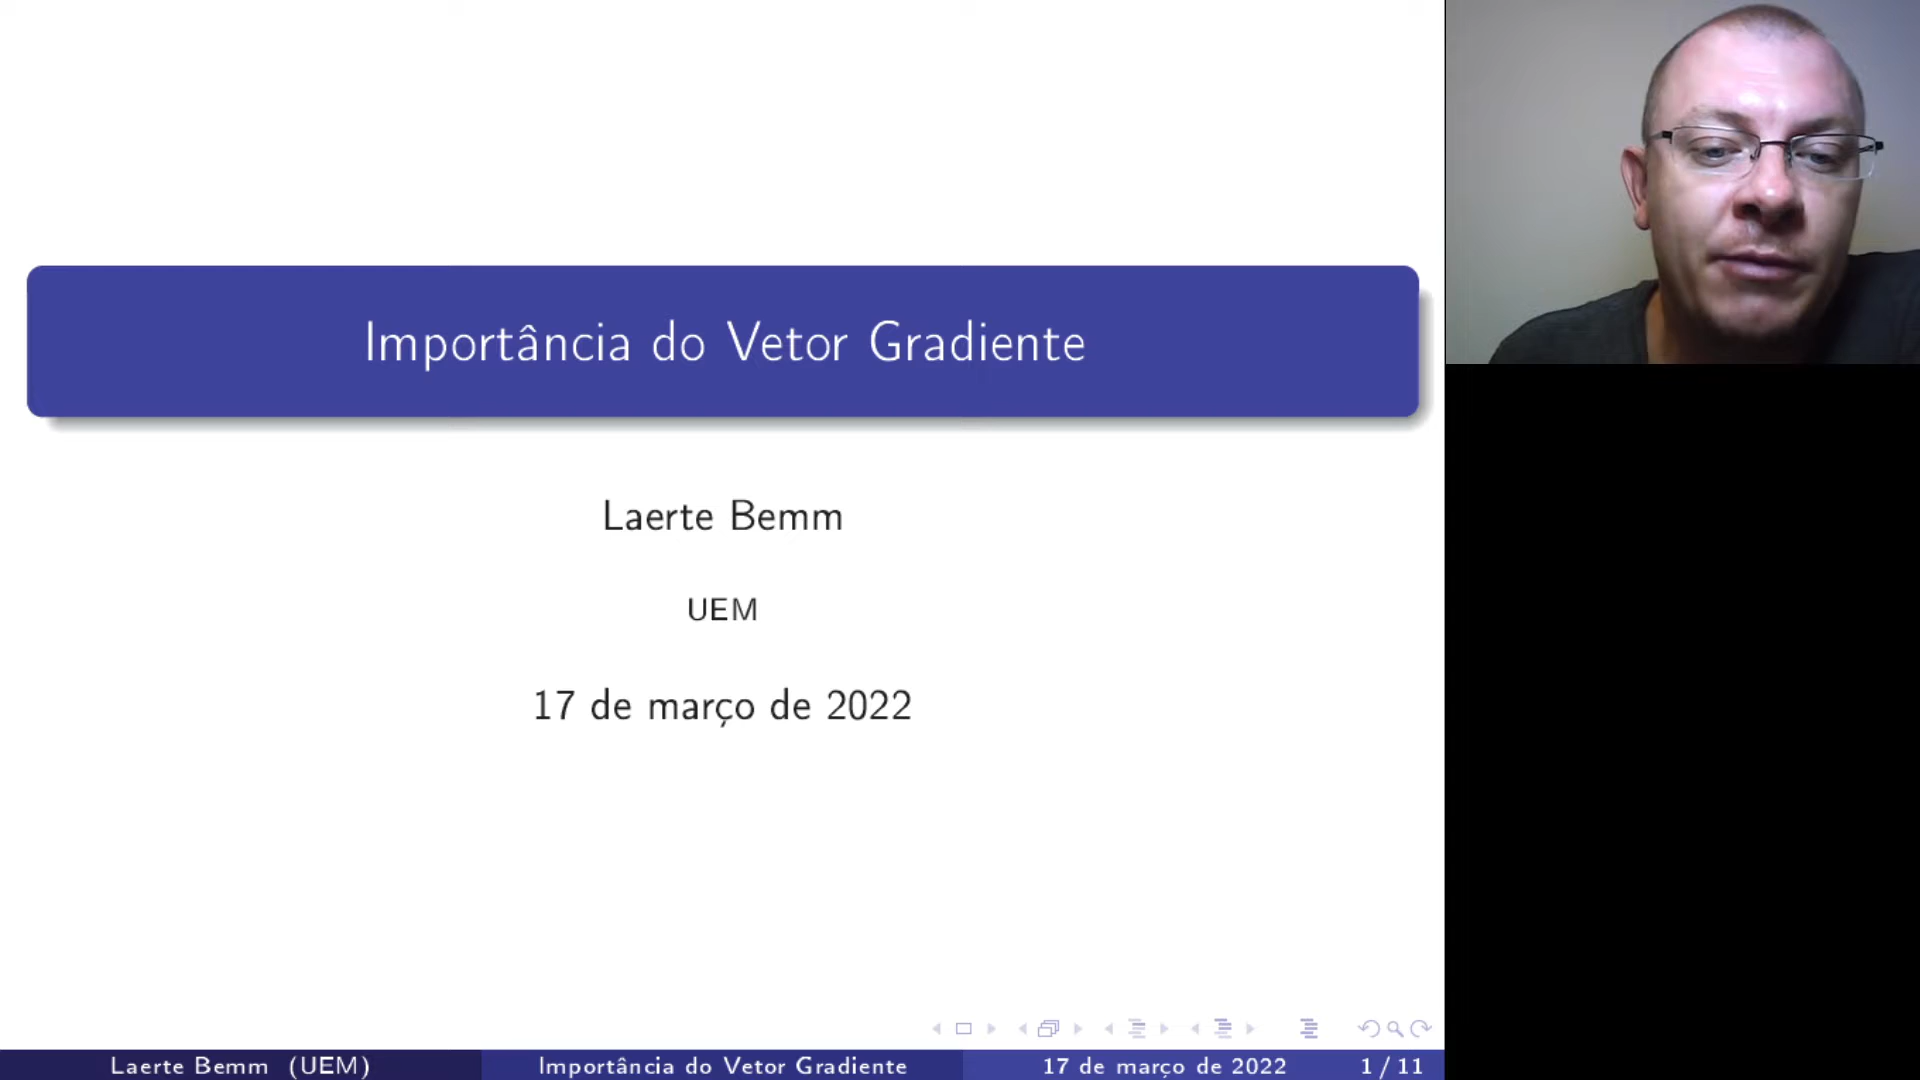 Importância do Vetor Gradiente
Laerte Bemm
UEM
17 de março de 2022
Laerte Bemm (UEM)
Importância do Vetor Gradiente
17 de março de 2022
1 / 11